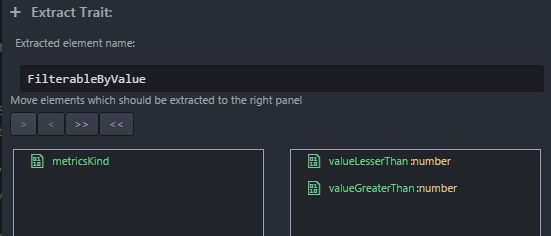 + Extract Trait:
Extracted element name:
FilterableByValue
Move elements which should be extracted to the right panel
> < >> <<
metricsKind
valueLesserThan:number
valueGreaterThan:number